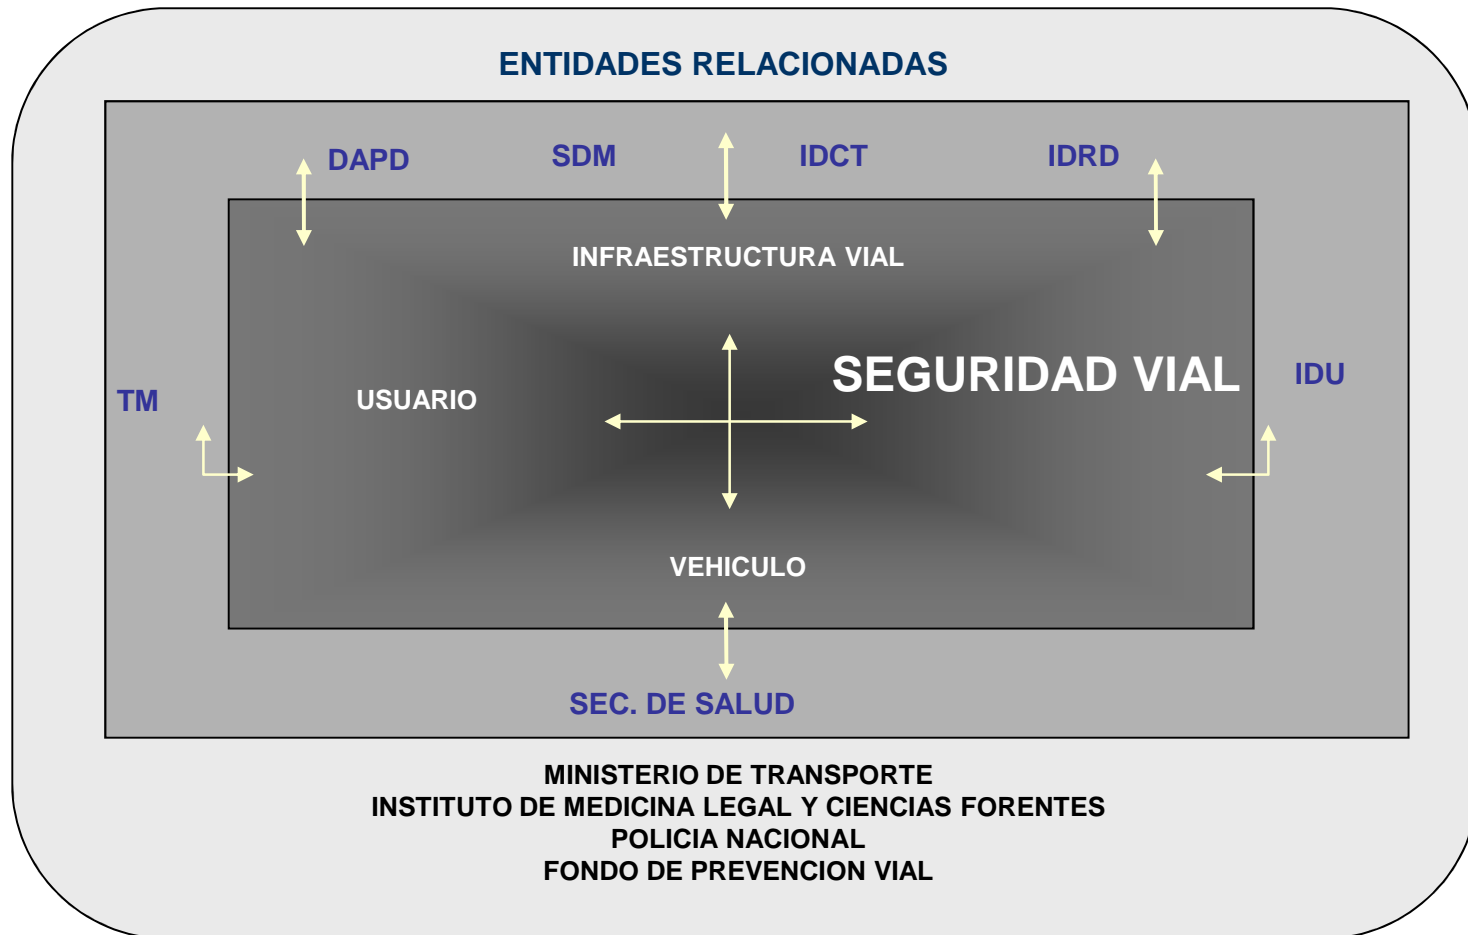 ENTIDADES RELACIONADAS
DAPD SDM IDCT IDRD
INFRAESTRUCTURA VIAL
SEGURIDAD VIAL
TM
USUARIO
IDU
VEHICULO
SEC. DE SALUD
MINISTERIO DE TRANSPORTE
INSTITUTO DE MEDICINA LEGAL Y CIENCIAS FORENTES
POLICIA NACIONAL
FONDO DE PREVENCION VIAL